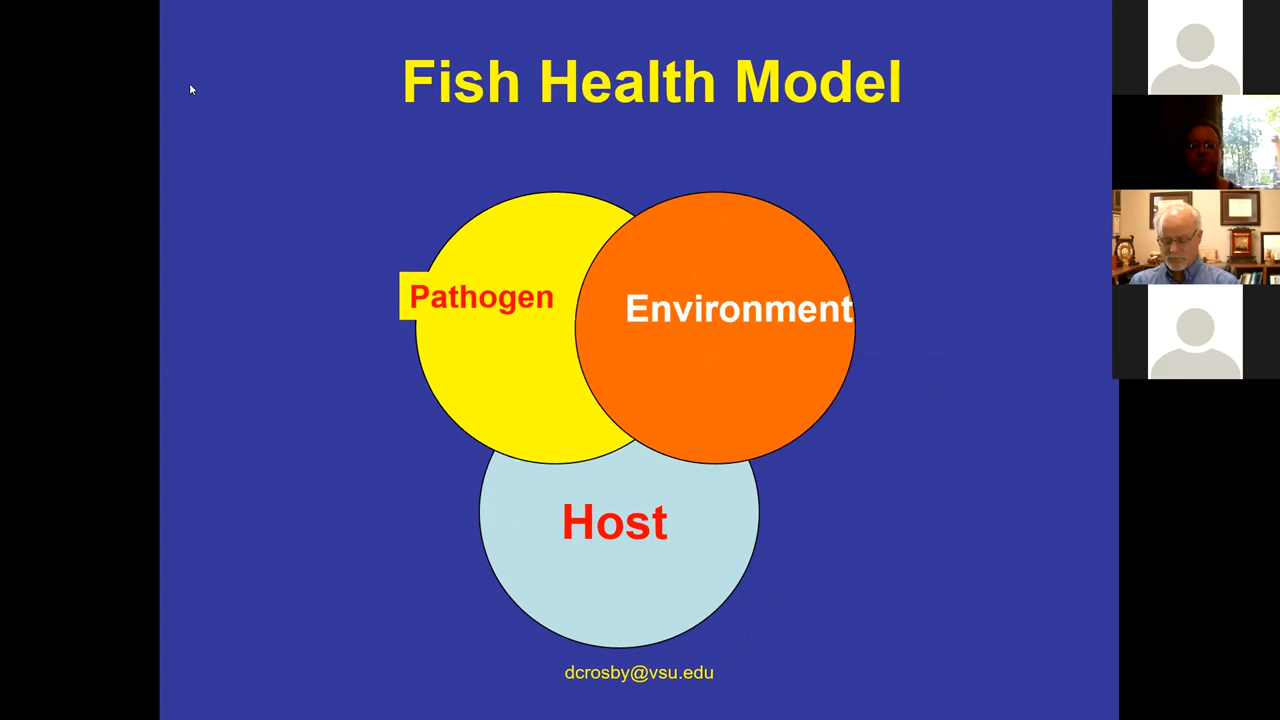 Fish Health Model
Pathogen
Environment
Host
dcrosby@vsu.edu